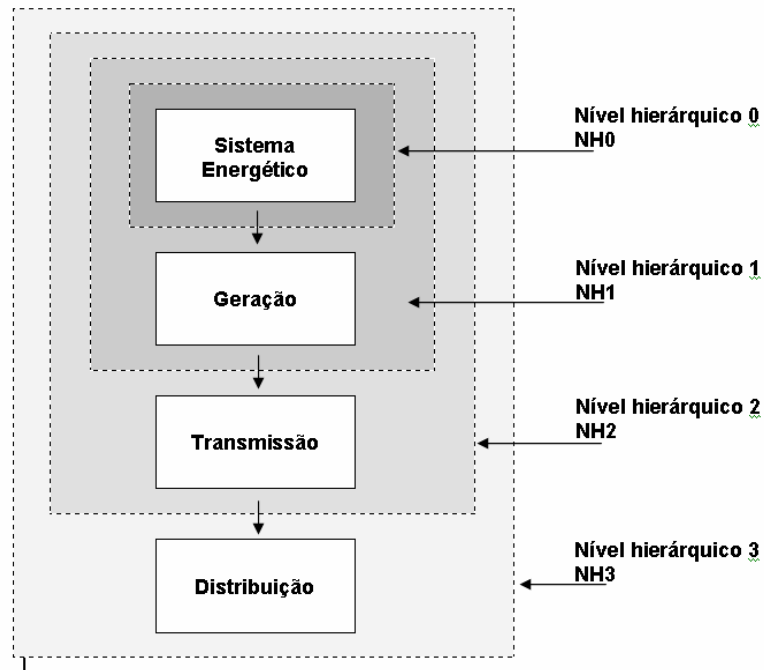 Sistema
Energético
Nível hierárquico 0
NH0
Geração
Nível hierárquico 1
NH1
Transmissão
Nível hierárquico 2
NH2
Distribuição
Nível hierárquico 3
NH3